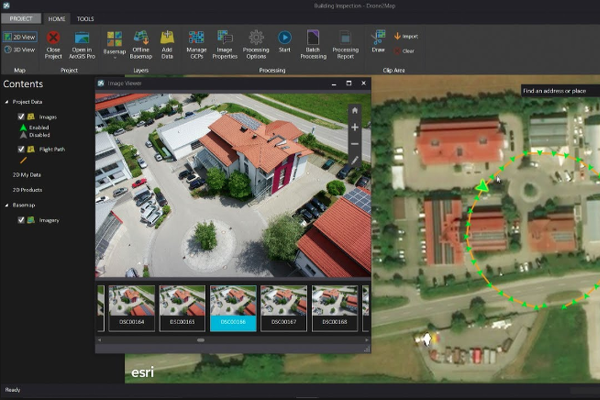 Building Inspection - Drone2Map
PROJECT HOME TOOLS
2D View
3D View
Close Project
Open in ArcGIS Pro
Basemap
Offline Basemap
Add Data
Manage GCPs
Image Properties
Processing Options
Start
Batch Processing
Processing Report
Draw
Import
Clear
Map
Project
Layers
Processing
Clip Area
Contents
Image Viewer
Find an address or place
Project Data
Images
Enabled
Disabled
Flight Path
2D Products
Basemap
Imagery
DSC00164
DSC00165
DSC00166
DSC00167
DSC00168
esri
Ready